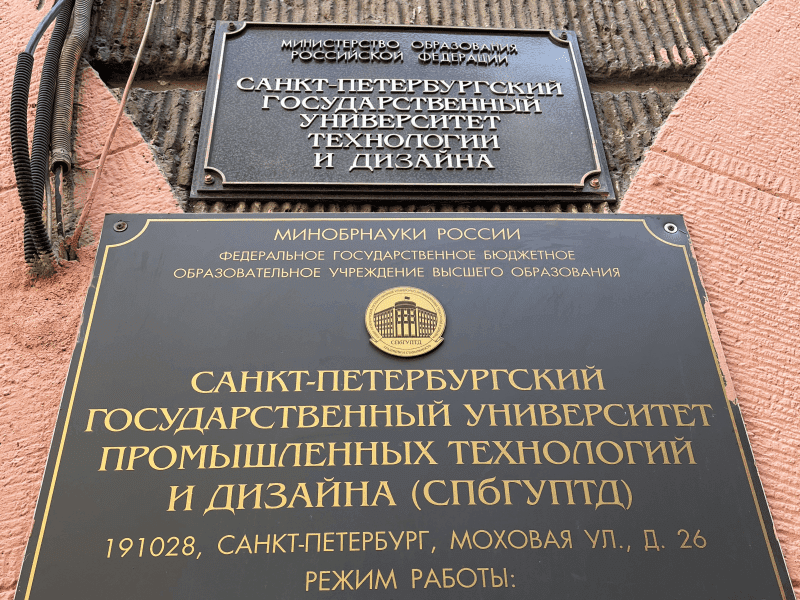 МИНИСТЕРСТВО ОБРАЗОВАНИЯ
РОССИЙСКОЙ ФЕДЕРАЦИИ
САНКТ-ПЕТЕРБУРГСКИЙ
ГОСУДАРСТВЕННЫЙ
УНИВЕРСИТЕТ
ТЕХНОЛОГИИ
И ДИЗАЙНА
МИНОБРНАУКИ РОССИИ
ФЕДЕРАЛЬНОЕ ГОСУДАРСТВЕННОЕ БЮДЖЕТНОЕ
ОБРАЗОВАТЕЛЬНОЕ УЧРЕЖДЕНИЕ ВЫСШЕГО ОБРАЗОВАНИЯ
СПбГУПТД
САНКТ-ПЕТЕРБУРГСКИЙ
ГОСУДАРСТВЕННЫЙ УНИВЕРСИТЕТ
ПРОМЫШЛЕННЫХ ТЕХНОЛОГИЙ
И ДИЗАЙНА (СПбГУПТД)
191028, САНКТ-ПЕТЕРБУРГ, МОХОВАЯ УЛ., Д. 26
РЕЖИМ РАБОТЫ: